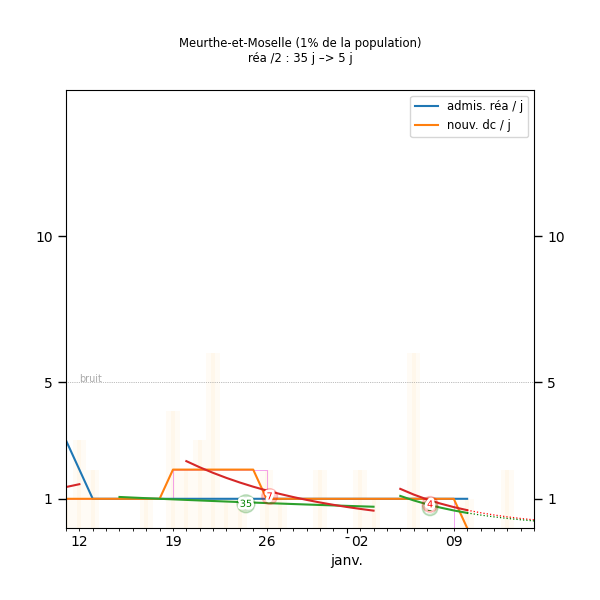 Meurthe-et-Moselle (1% de la population)
réa /2 : 35 j –> 5 j
admis. réa / j
nouv. dc / j
10
10
bruit
5
5
7
35
4
1
1
12
19
26
02
09
janv.